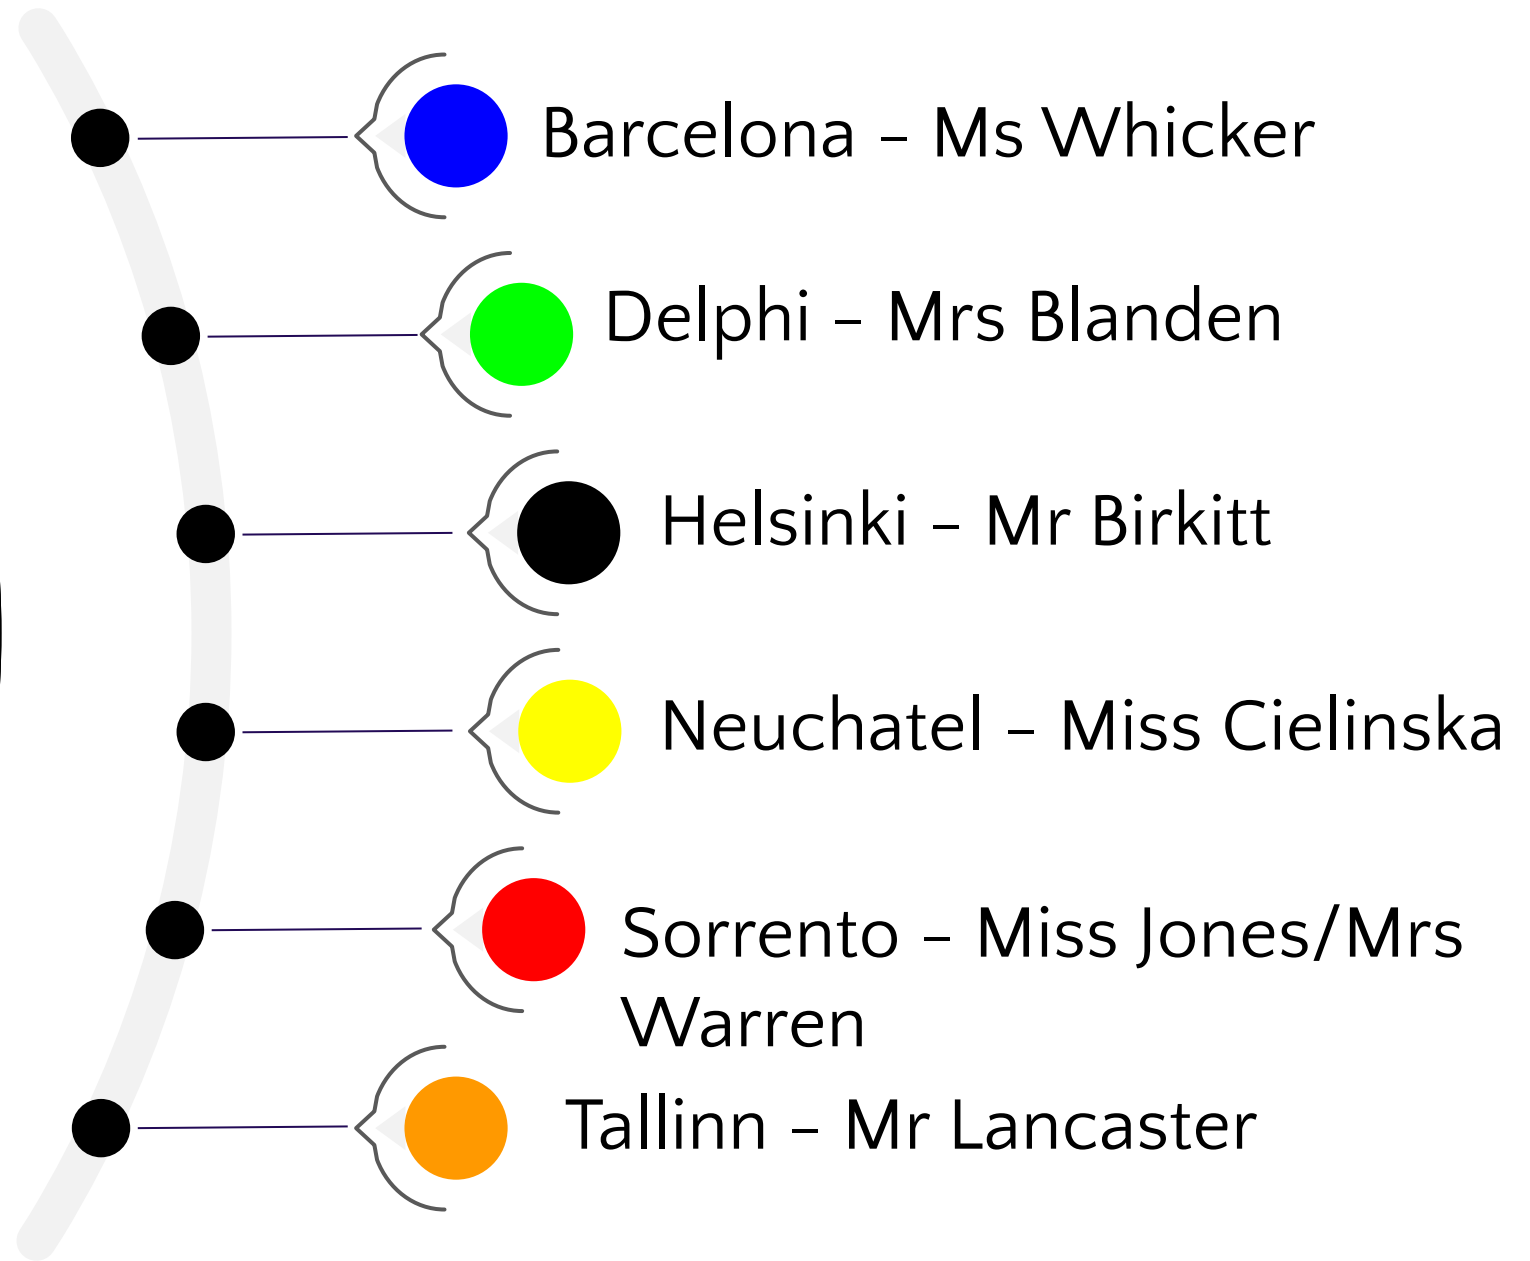 Barcelona – Ms Whicker
Delphi – Mrs Blanden
Helsinki – Mr Birkitt
Neuchatel – Miss Cielinska
Sorrento – Miss Jones/Mrs
Warren
Tallinn – Mr Lancaster